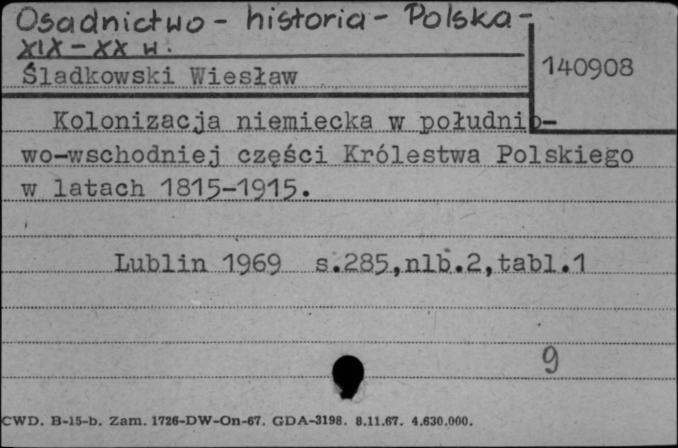 Osadnictwo - historia - Polska -
XIX - XX w.
Śladkowski Wiesław
140908
Kolonizacja niemiecka w południo-
wo-wschodniej części Królestwa Polskiego
w latach 1815-1915.
Lublin 1969 s.285,nlb.2,tabl.1
9
CWD. B-15-b. Zam. 1726-DW-On-67. GDA-3198. 8.11.67. 4.630.000.